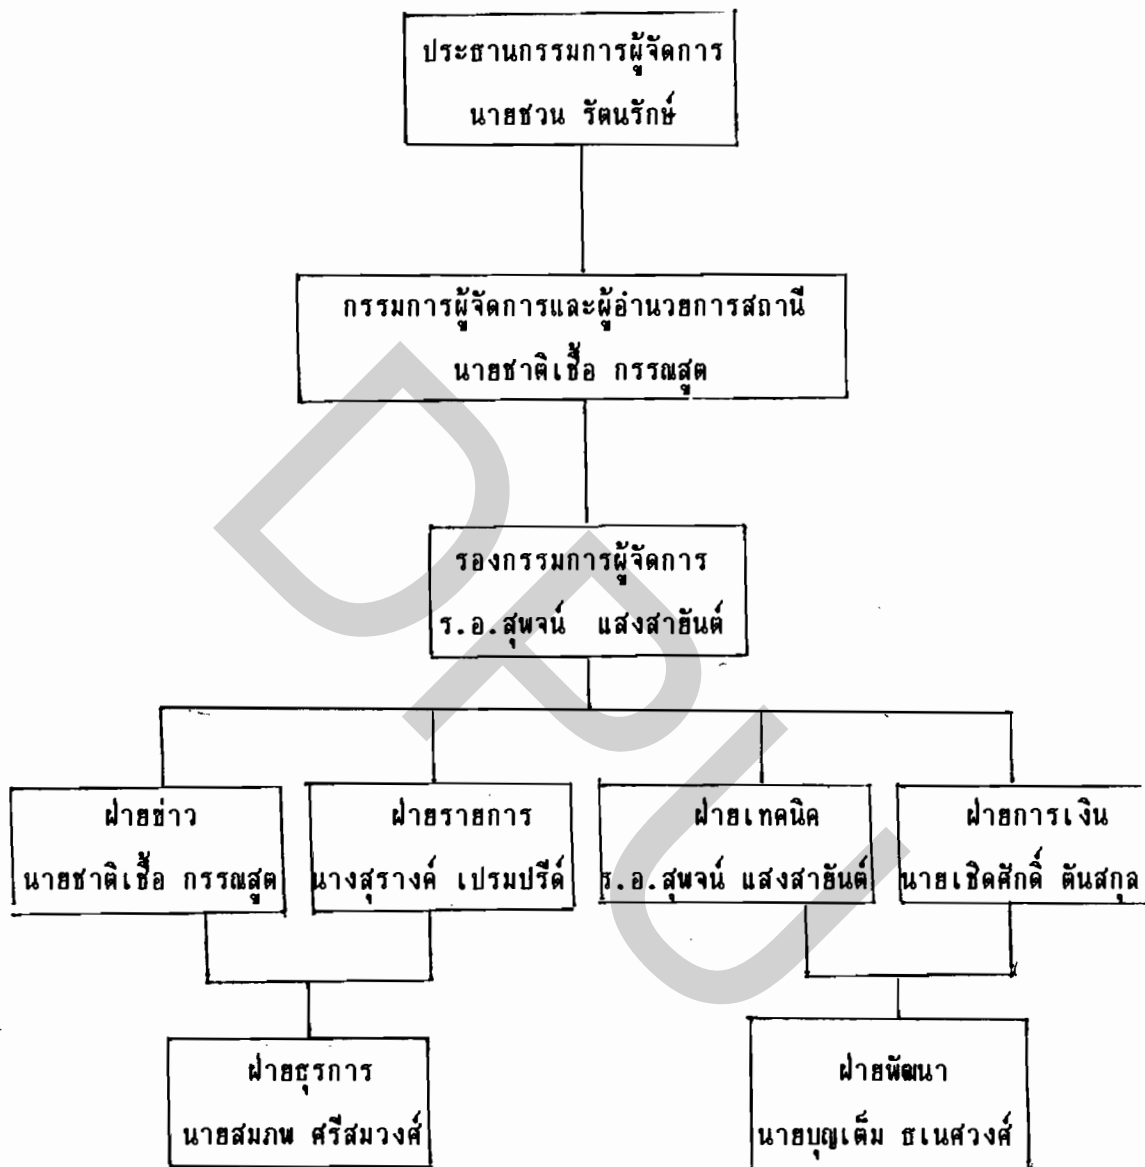 ประธานกรรมการผู้จัดการ
นายชวน รัตนรักษ์
กรรมการผู้จัดการและผู้อำนวยการสถานี
นายชาติเชื้อ กรรณสูต
รองกรรมการผู้จัดการ
ร.อ.สุพจน์ แสงสายันต์
ฝ่ายข่าว
นายชาติเชื้อ กรรณสูต
ฝ่ายรายการ
นางสุรางค์ เปรมปรีดิ์
ฝ่ายเทคนิค
ร.อ.สุพจน์ แสงสายันต์
ฝ่ายการเงิน
นายเชิดศักดิ์ ตันสกุล
ฝ่ายธุรการ
นายสมภพ ศรีสมวงศ์
ฝ่ายพัฒนา
นายบุญเต็ม ธเนศวงศ์
DPU